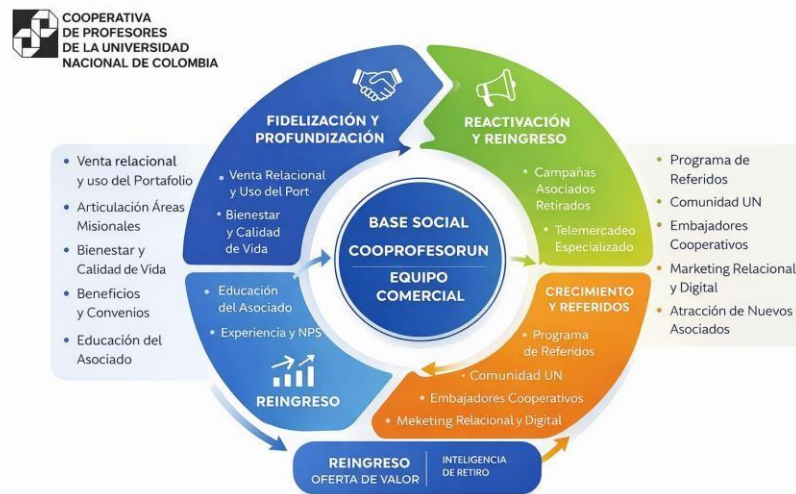 COOPERATIVA
DE PROFESORES
DE LA UNIVERSIDAD
NACIONAL DE COLOMBIA
FIDELIZACIÓN Y
PROFUNDIZACIÓN
• Venta Relacional
y Uso del Port·
• Bienestar
y Calidad
de Vida
REACTIVACIÓN
Y REINGRESO
• Campañas
Asociados
Retirados
• Telemercadeo
Especializado
• Venta relacional
y uso del Portafolio
• Articulación Áreas
Misionales
• Bienestar y
Calidad de Vida
• Beneficios
y Convenios
• Educación del
Asociado
BASE SOCIAL
COOPROFESORUN
EQUIPO
COMERCIAL
• Programa de
Referidos
• Comunidad UN
• Embajadores
Cooperativos
• Marketing Relacional
y Digital
• Atracción de Nuevos
Asociados
• Educación
del Asociado
• Experiencia y NPS
REINGRESO
CRECIMIENTO
Y REFERIDOS
• Programa
de Referidos
• Comunidad UN
• Embajadores Cooperativos
• Meketing Relacional y Digital
REINGRESO
OFERTA DE VALOR
INTELIGENCIA
DE RETIRO